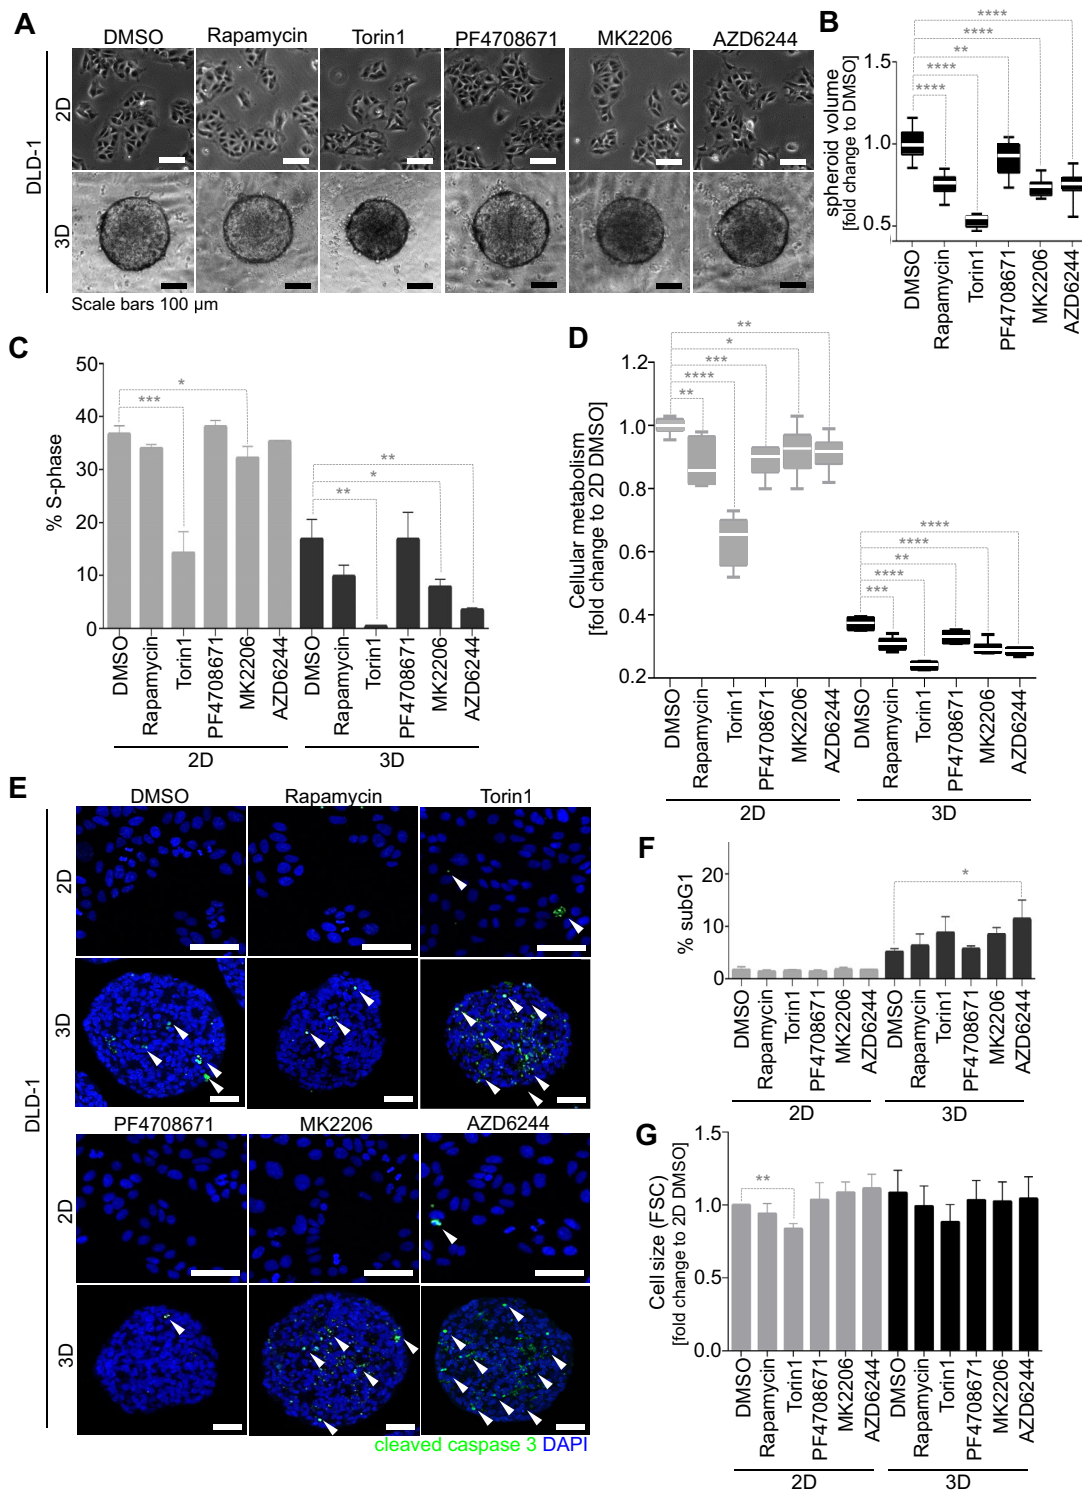 A
DMSO Rapamycin Torin1 PF4708671 MK2206 AZD6244
DLD-1
2D
3D
Scale bars 100 µm
B
spheroid volume
[fold change to DMSO]
1.5
1.0
0.5
****
****
**
****
****
DMSO Rapamycin Torin1 PF4708671 MK2206 AZD6244
C
% S-phase
50
40
30
20
10
0
*
***
**
*
**
DMSO Rapamycin Torin1 PF4708671 MK2206 AZD6244 DMSO Rapamycin Torin1 PF4708671 MK2206 AZD6244
2D 3D
D
Cellular metabolism
[fold change to 2D DMSO]
1.2
1.0
0.8
0.6
0.4
0.2
**
*
***
****
**
****
****
**
****
***
DMSO Rapamycin Torin1 PF4708671 MK2206 AZD6244 DMSO Rapamycin Torin1 PF4708671 MK2206 AZD6244
2D 3D
E
DMSO Rapamycin Torin1
2D
3D
DLD-1
PF4708671 MK2206 AZD6244
2D
3D
cleaved caspase 3 DAPI
F
% subG1
20
10
0
*
DMSO Rapamycin Torin1 PF4708671 MK2206 AZD6244 DMSO Rapamycin Torin1 PF4708671 MK2206 AZD6244
2D 3D
G
Cell size (FSC)
[fold change to 2D DMSO]
1.5
1.0
0.5
0.0
**
DMSO Rapamycin Torin1 PF4708671 MK2206 AZD6244 DMSO Rapamycin Torin1 PF4708671 MK2206 AZD6244
2D 3D